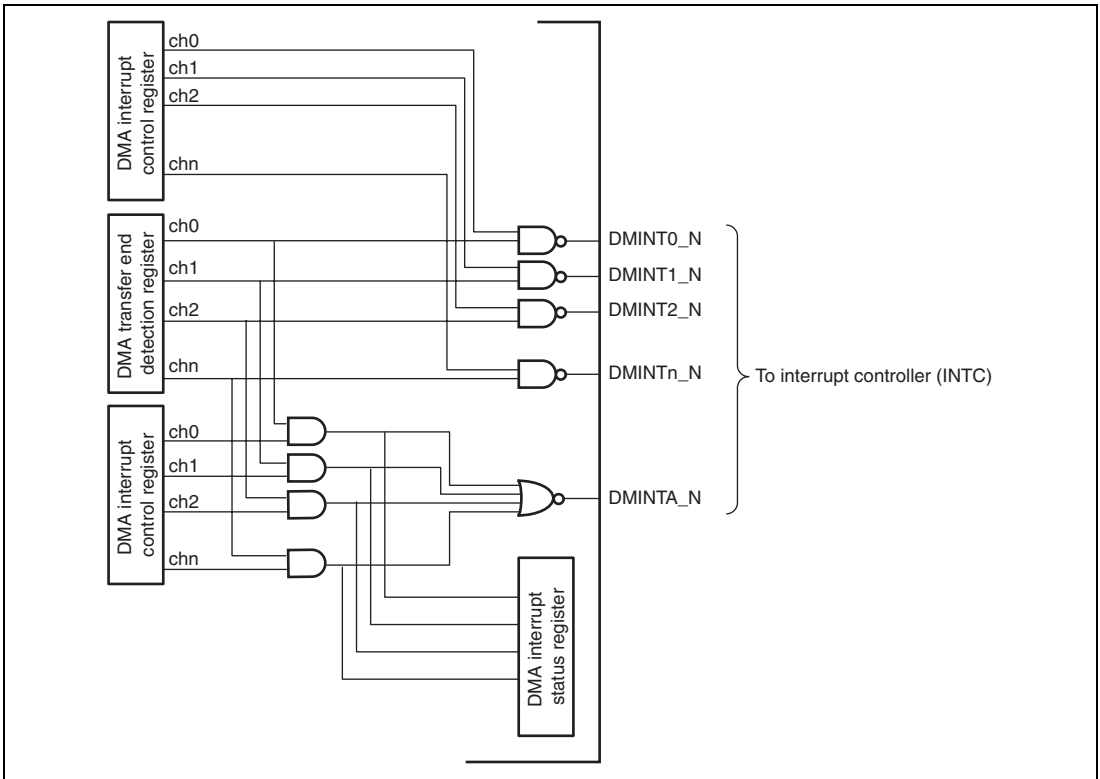 DMA interrupt
control register
ch0
ch1
ch2
chn
DMA transfer end
detection register
ch0
ch1
ch2
chn
DMA interrupt
control register
ch0
ch1
ch2
chn
DMINT0_N
DMINT1_N
DMINT2_N
DMINTn_N
DMINTA_N
To interrupt controller (INTC)
DMA interrupt
status register